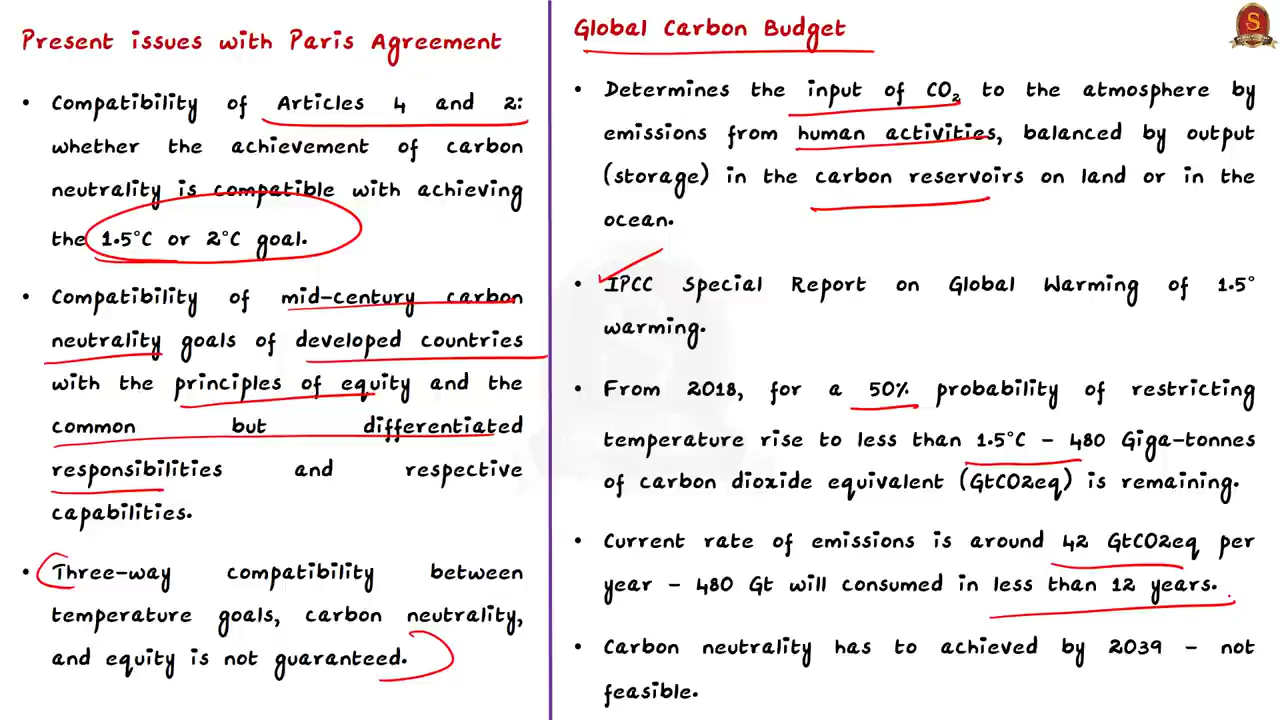 Present issues with Paris Agreement
• Compatibility of Articles 4 and 2:
whether the achievement of carbon
neutrality is compatible with achieving
the 1.5°C or 2°C goal.
• Compatibility of mid-century carbon
neutrality goals of developed countries
with the principles of equity and the
common but differentiated
responsibilities and respective
capabilities.
• Three-way compatibility between
temperature goals, carbon neutrality,
and equity is not guaranteed.
Global Carbon Budget
• Determines the input of CO₂ to the atmosphere by
emissions from human activities, balanced by output
(storage) in the carbon reservoirs on land or in the
ocean.
• IPCC Special Report on Global Warming of 1.5°
warming.
• From 2018, for a 50% probability of restricting
temperature rise to less than 1.5°C – 480 Giga-tonnes
of carbon dioxide equivalent (GtCO2eq) is remaining.
• Current rate of emissions is around 42 GtCO2eq per
year – 480 Gt will consumed in less than 12 years.
• Carbon neutrality has to achieved by 2039 – not
feasible.
S